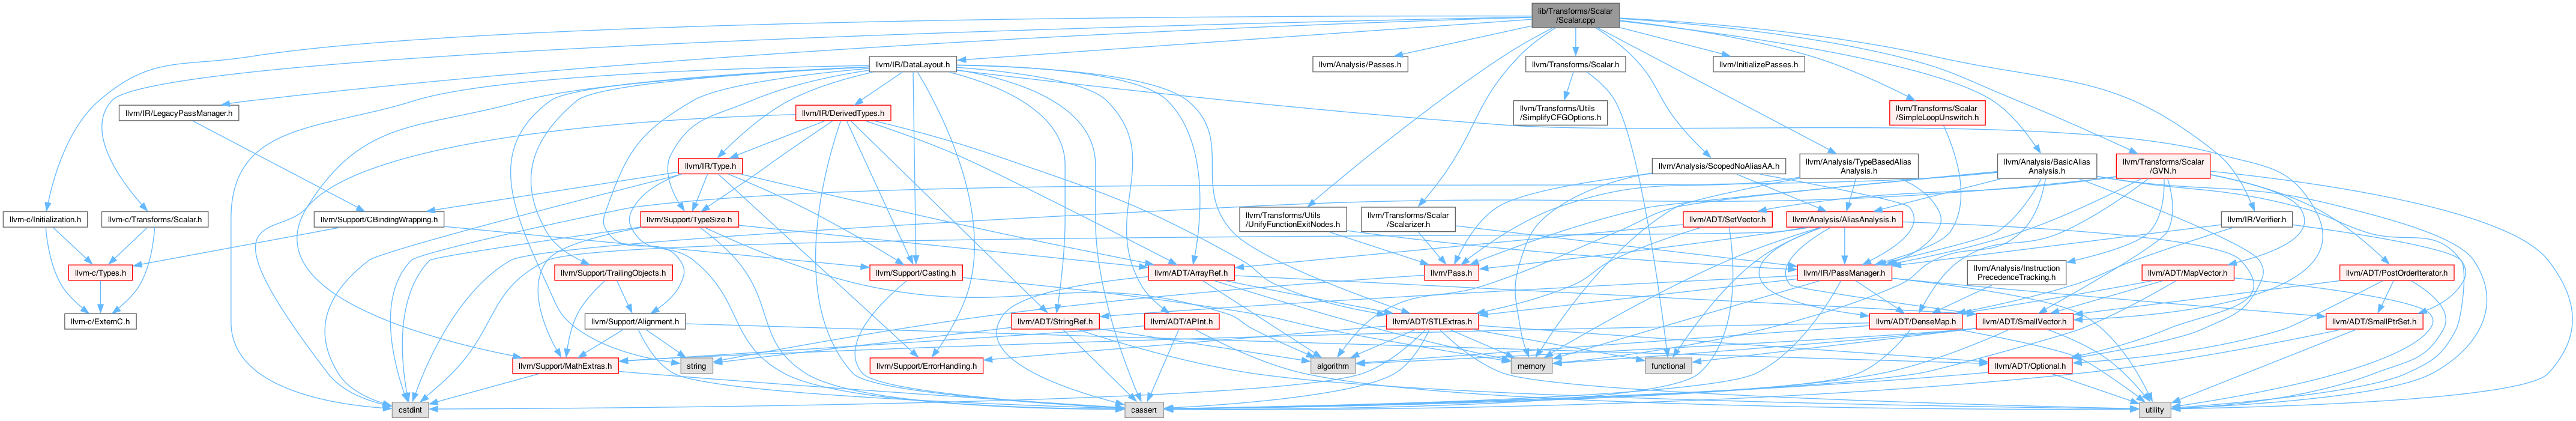 lib/Transforms/Scalar
/Scalar.cpp
llvm/IR/DataLayout.h
llvm/Analysis/Passes.h
llvm/Transforms/Scalar.h
llvm/InitializePasses.h
llvm/IR/LegacyPassManager.h
llvm/IR/DerivedTypes.h
llvm/Transforms/Utils
/SimplifyCFGOptions.h
llvm/Transforms/Scalar
/SimpleLoopUnswitch.h
llvm/IR/Type.h
llvm/Analysis/ScopedNoAliasAA.h
llvm/Analysis/TypeBasedAlias
Analysis.h
llvm/Analysis/BasicAlias
Analysis.h
llvm/Transforms/Scalar
/GVN.h
llvm-c/Initialization.h
llvm-c/Transforms/Scalar.h
llvm/Support/CBindingWrapping.h
llvm/Support/TypeSize.h
llvm/Transforms/Utils
/UnifyFunctionExitNodes.h
llvm/Transforms/Scalar
/Scalarizer.h
llvm/ADT/SetVector.h
llvm/Analysis/AliasAnalysis.h
llvm/IR/Verifier.h
llvm-c/Types.h
llvm/Support/TrailingObjects.h
llvm/Support/Casting.h
llvm/ADT/ArrayRef.h
llvm/Pass.h
llvm/IR/PassManager.h
llvm/Analysis/Instruction
PrecedenceTracking.h
llvm/ADT/MapVector.h
llvm/ADT/PostOrderIterator.h
llvm-c/ExternC.h
llvm/Support/Alignment.h
llvm/ADT/StringRef.h
llvm/ADT/APInt.h
llvm/ADT/STLExtras.h
llvm/ADT/DenseMap.h
llvm/ADT/SmallVector.h
llvm/ADT/SmallPtrSet.h
llvm/Support/MathExtras.h
string
llvm/Support/ErrorHandling.h
algorithm
memory
functional
llvm/ADT/Optional.h
cstdint
cassert
utility